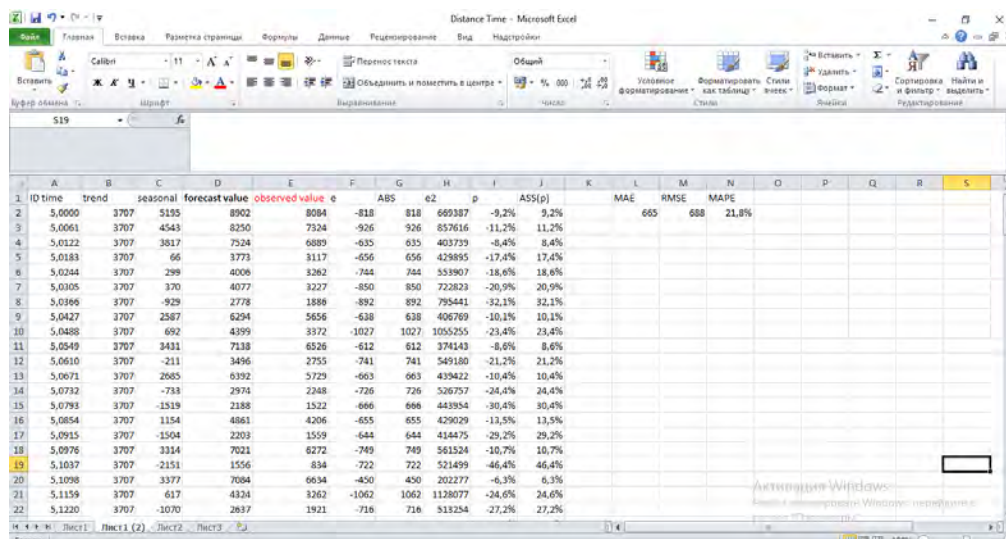 Distance Time - Microsoft Excel
Файл Главная Вставка Разметка страницы Формулы Данные Рецензирование Вид Надстройки
Calibri 11 Перенос текста Общий Вставить Σ
Вставить Удалить
Ж К Ч Объединить и поместить в центре % 000 Условное форматирование Форматировать как таблицу Стили ячеек Формат Сортировка и фильтр Найти и выделить
Буфер обмена Шрифт Выравнивание Число Стили Ячейки Редактирование
S19 fx
A B C D E F G H I J K L M N O P Q R S
1 ID time trend seasonal forecast value observed value e ABS e2 p ASS(p) MAE RMSE MAPE
2 5,0000 3707 5195 8902 8084 -818 818 669387 -9,2% 9,2% 665 688 21,8%
3 5,0061 3707 4543 8250 7324 -926 926 857616 -11,2% 11,2%
4 5,0122 3707 3817 7524 6889 -635 635 403739 -8,4% 8,4%
5 5,0183 3707 66 3773 3117 -656 656 429895 -17,4% 17,4%
6 5,0244 3707 299 4006 3262 -744 744 553907 -18,6% 18,6%
7 5,0305 3707 370 4077 3227 -850 850 722823 -20,9% 20,9%
8 5,0366 3707 -929 2778 1886 -892 892 795441 -32,1% 32,1%
9 5,0427 3707 2587 6294 5656 -638 638 406769 -10,1% 10,1%
10 5,0488 3707 692 4399 3372 -1027 1027 1055255 -23,4% 23,4%
11 5,0549 3707 3431 7138 6526 -612 612 374143 -8,6% 8,6%
12 5,0610 3707 -211 3496 2755 -741 741 549180 -21,2% 21,2%
13 5,0671 3707 2685 6392 5729 -663 663 439422 -10,4% 10,4%
14 5,0732 3707 -733 2974 2248 -726 726 526757 -24,4% 24,4%
15 5,0793 3707 -1519 2188 1522 -666 666 443954 -30,4% 30,4%
16 5,0854 3707 1154 4861 4206 -655 655 429029 -13,5% 13,5%
17 5,0915 3707 -1504 2203 1559 -644 644 414475 -29,2% 29,2%
18 5,0976 3707 3314 7021 6272 -749 749 561524 -10,7% 10,7%
19 5,1037 3707 -2151 1556 834 -722 722 521499 -46,4% 46,4%
20 5,1098 3707 3377 7084 6634 -450 450 202277 -6,3% 6,3%
21 5,1159 3707 617 4324 3262 -1062 1062 1128077 -24,6% 24,6%
22 5,1220 3707 -1070 2637 1921 -716 716 513254 -27,2% 27,2%
Активация Windows
Лист1 Лист1 (2) Лист2 Лист3